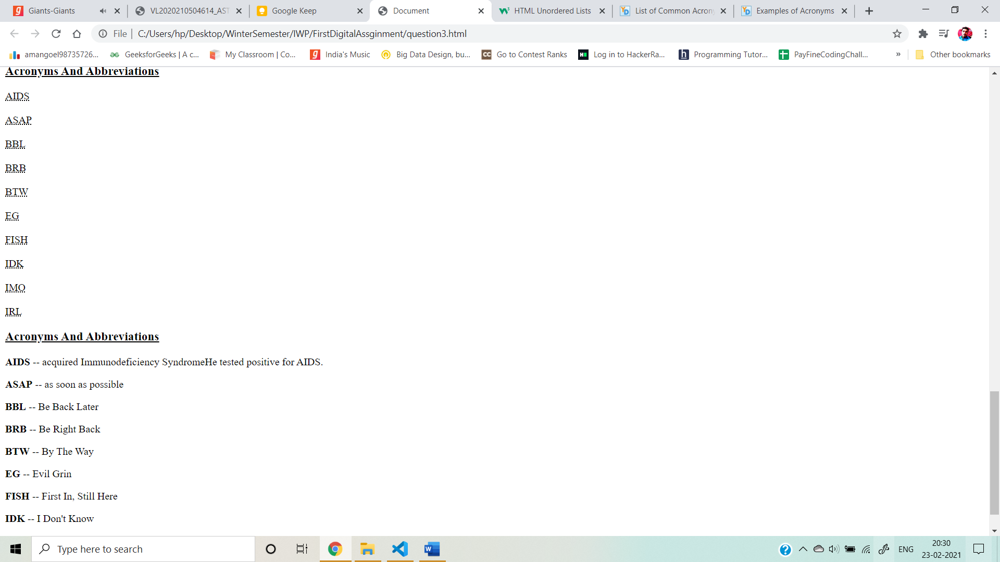 Giants-Giants
VL2020210504614_AST
Google Keep
Document
HTML Unordered Lists
List of Common Acrony
Examples of Acronyms
File
C:/Users/hp/Desktop/WinterSemester/IWP/FirstDigitalAssginment/question3.html
amangoel98735726...
GeeksforGeeks | A c...
My Classroom | Co...
India's Music
Big Data Design, bu...
Go to Contest Ranks
Log in to HackerRa...
Programming Tutor...
PayFineCodingChall...
»
Other bookmarks
Acronyms And Abbreviations
AIDS
ASAP
BBL
BRB
BTW
EG
FISH
IDK
IMO
IRL
Acronyms And Abbreviations
AIDS -- acquired Immunodeficiency SyndromeHe tested positive for AIDS.
ASAP -- as soon as possible
BBL -- Be Back Later
BRB -- Be Right Back
BTW -- By The Way
EG -- Evil Grin
FISH -- First In, Still Here
IDK -- I Don't Know
Type here to search
ENG
20:30
23-02-2021